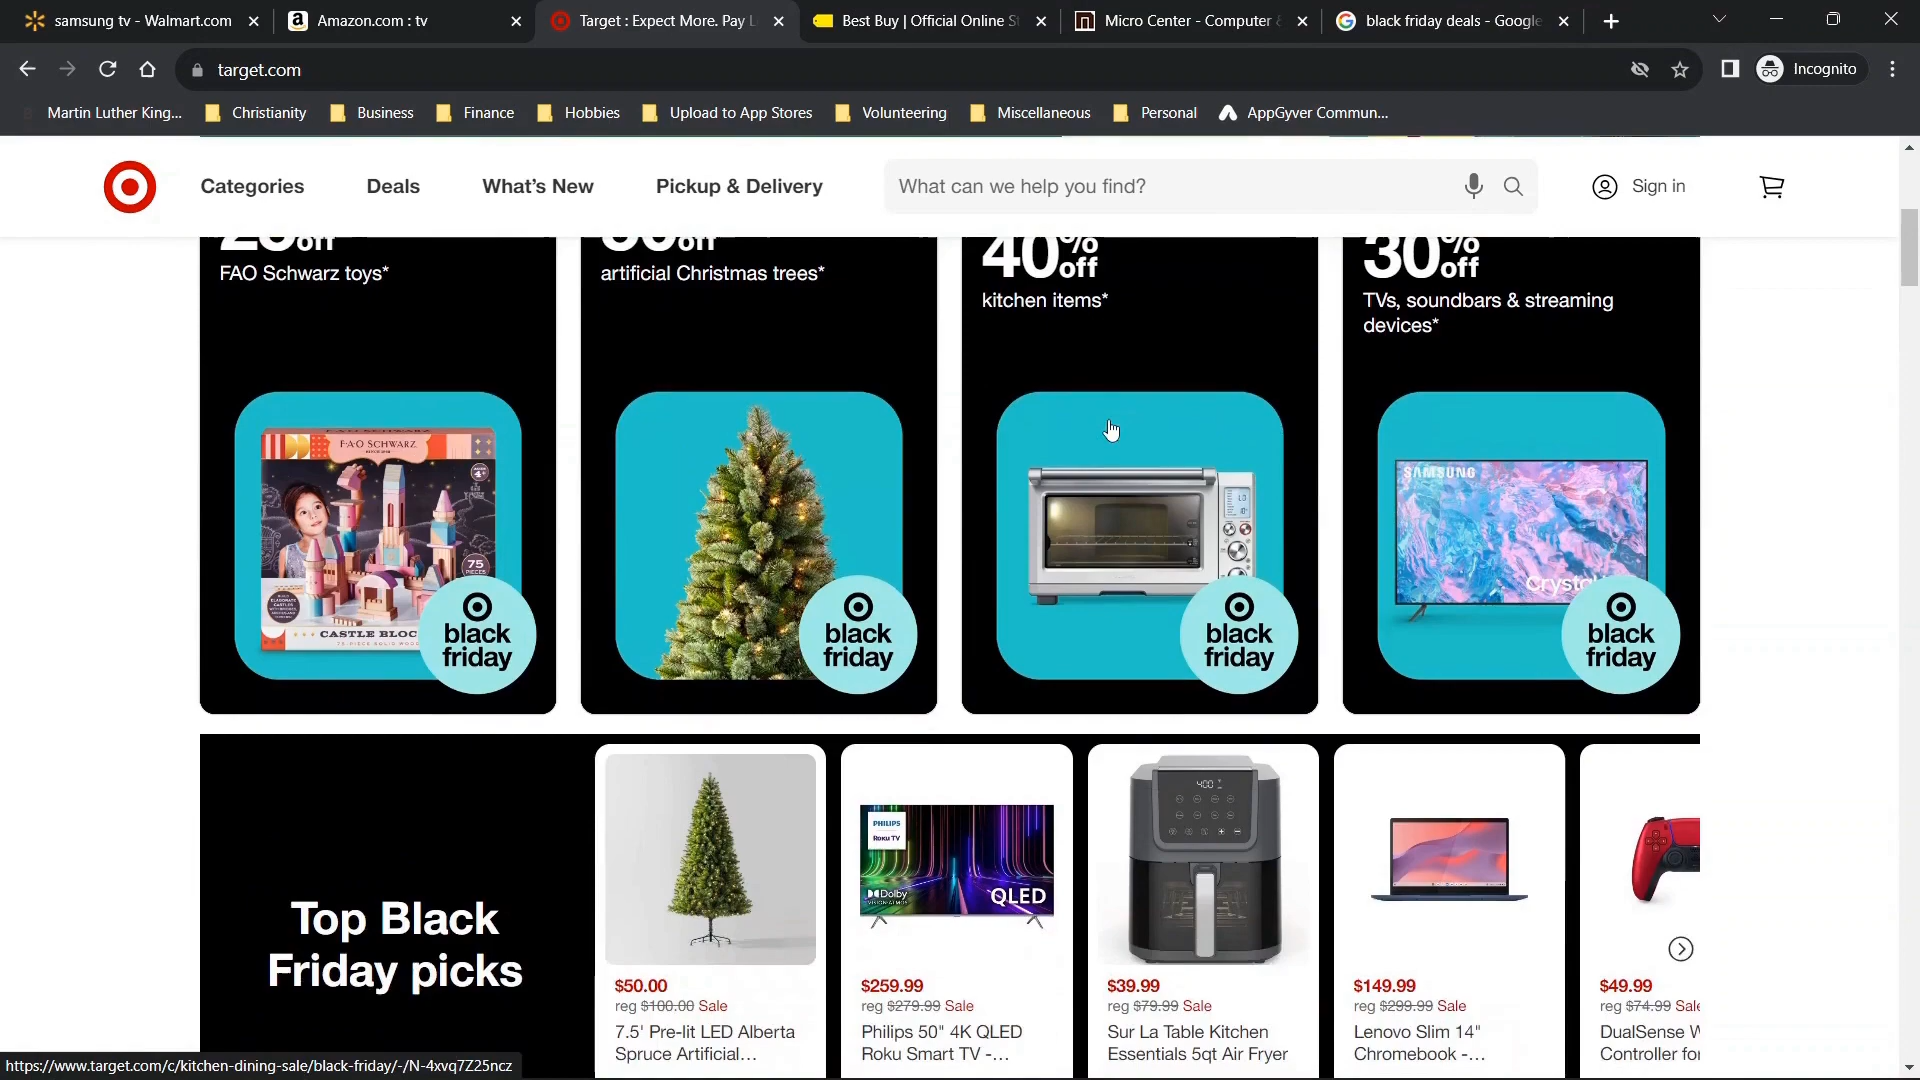 samsung tv - Walmart.com
Amazon.com : tv
Target : Expect More. Pay L
Best Buy | Official Online S
Micro Center - Computer &
black friday deals - Google
target.com
Incognito
Martin Luther King...
Christianity
Business
Finance
Hobbies
Upload to App Stores
Volunteering
Miscellaneous
Personal
AppGyver Commun...
Categories
Deals
What's New
Pickup & Delivery
What can we help you find?
Sign in
off
FAO Schwarz toys*
off
artificial Christmas trees*
40% off
kitchen items*
30% off
TVs, soundbars & streaming
devices*
FAO SCHWARZ
75
PIECES
CASTLE BLOC
black
friday
black
friday
black
friday
SAMSUNG
Crysta
black
friday
Top Black
Friday picks
$50.00
reg $100.00 Sale
7.5' Pre-lit LED Alberta
Spruce Artificial...
PHILIPS
Roku TV
Dolby
QLED
$259.99
reg $279.99 Sale
Philips 50" 4K QLED
Roku Smart TV -...
400
$39.99
reg $79.99 Sale
Sur La Table Kitchen
Essentials 5qt Air Fryer
$149.99
reg $299.99 Sale
Lenovo Slim 14"
Chromebook -...
$49.99
reg $74.99 Sale
DualSense W
Controller for
https://www.target.com/c/kitchen-dining-sale/black-friday/-/N-4xvq7Z25ncz